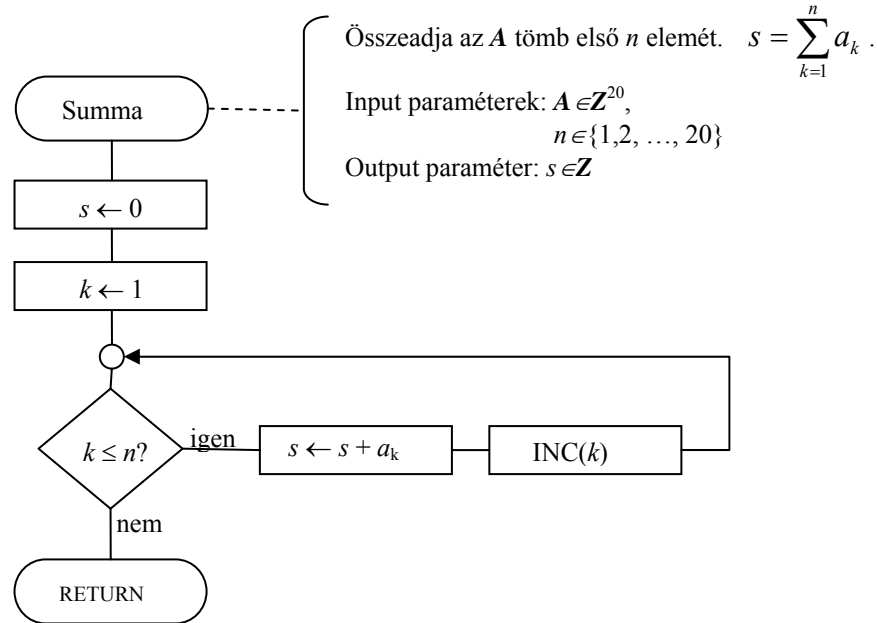 Összeadja az A tömb első n elemét. s = ∑_{k=1}^{n} a_k .
Summa
Input paraméterek: A ∈ Z^20,
n ∈ {1,2, …, 20}
Output paraméter: s ∈ Z
s ← 0
k ← 1
k ≤ n?
igen
s ← s + a_k
INC(k)
nem
RETURN